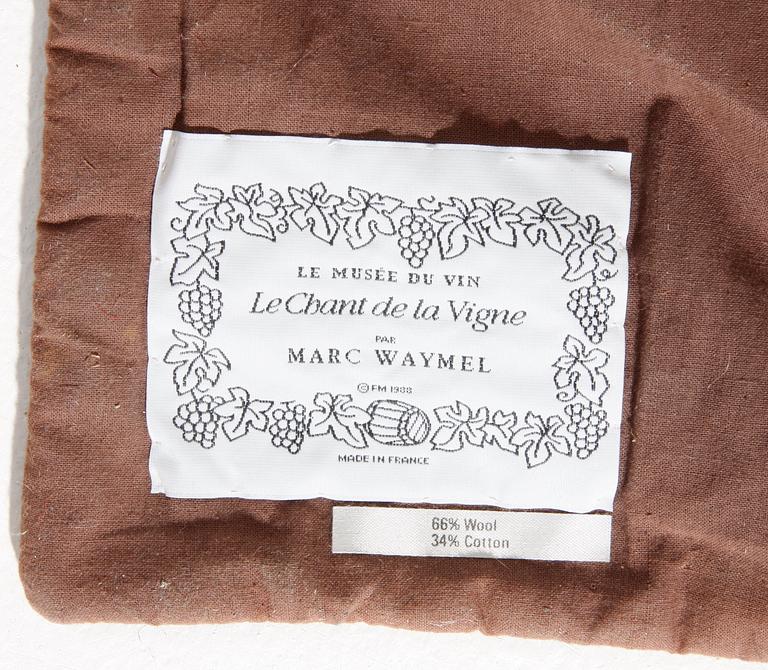 LE MUSÉE DU VIN
Le Chant de la Vigne
PAR
MARC WAYMEL
© FM 1988
MADE IN FRANCE
66% Wool
34% Cotton